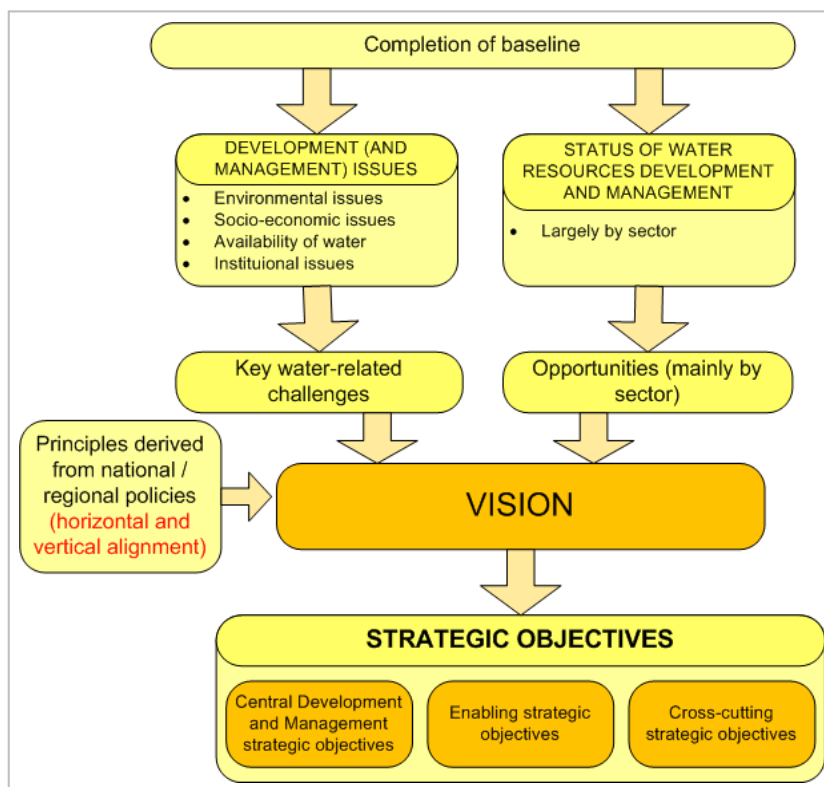 Completion of baseline
DEVELOPMENT (AND
MANAGEMENT) ISSUES
• Environmental issues
• Socio-economic issues
• Availability of water
• Instituional issues
STATUS OF WATER
RESOURCES DEVELOPMENT
AND MANAGEMENT
• Largely by sector
Key water-related
challenges
Opportunities (mainly by
sector)
Principles derived
from national /
regional policies
(horizontal and
vertical alignment)
VISION
STRATEGIC OBJECTIVES
Central Development
and Management
strategic objectives
Enabling strategic
objectives
Cross-cutting
strategic objectives